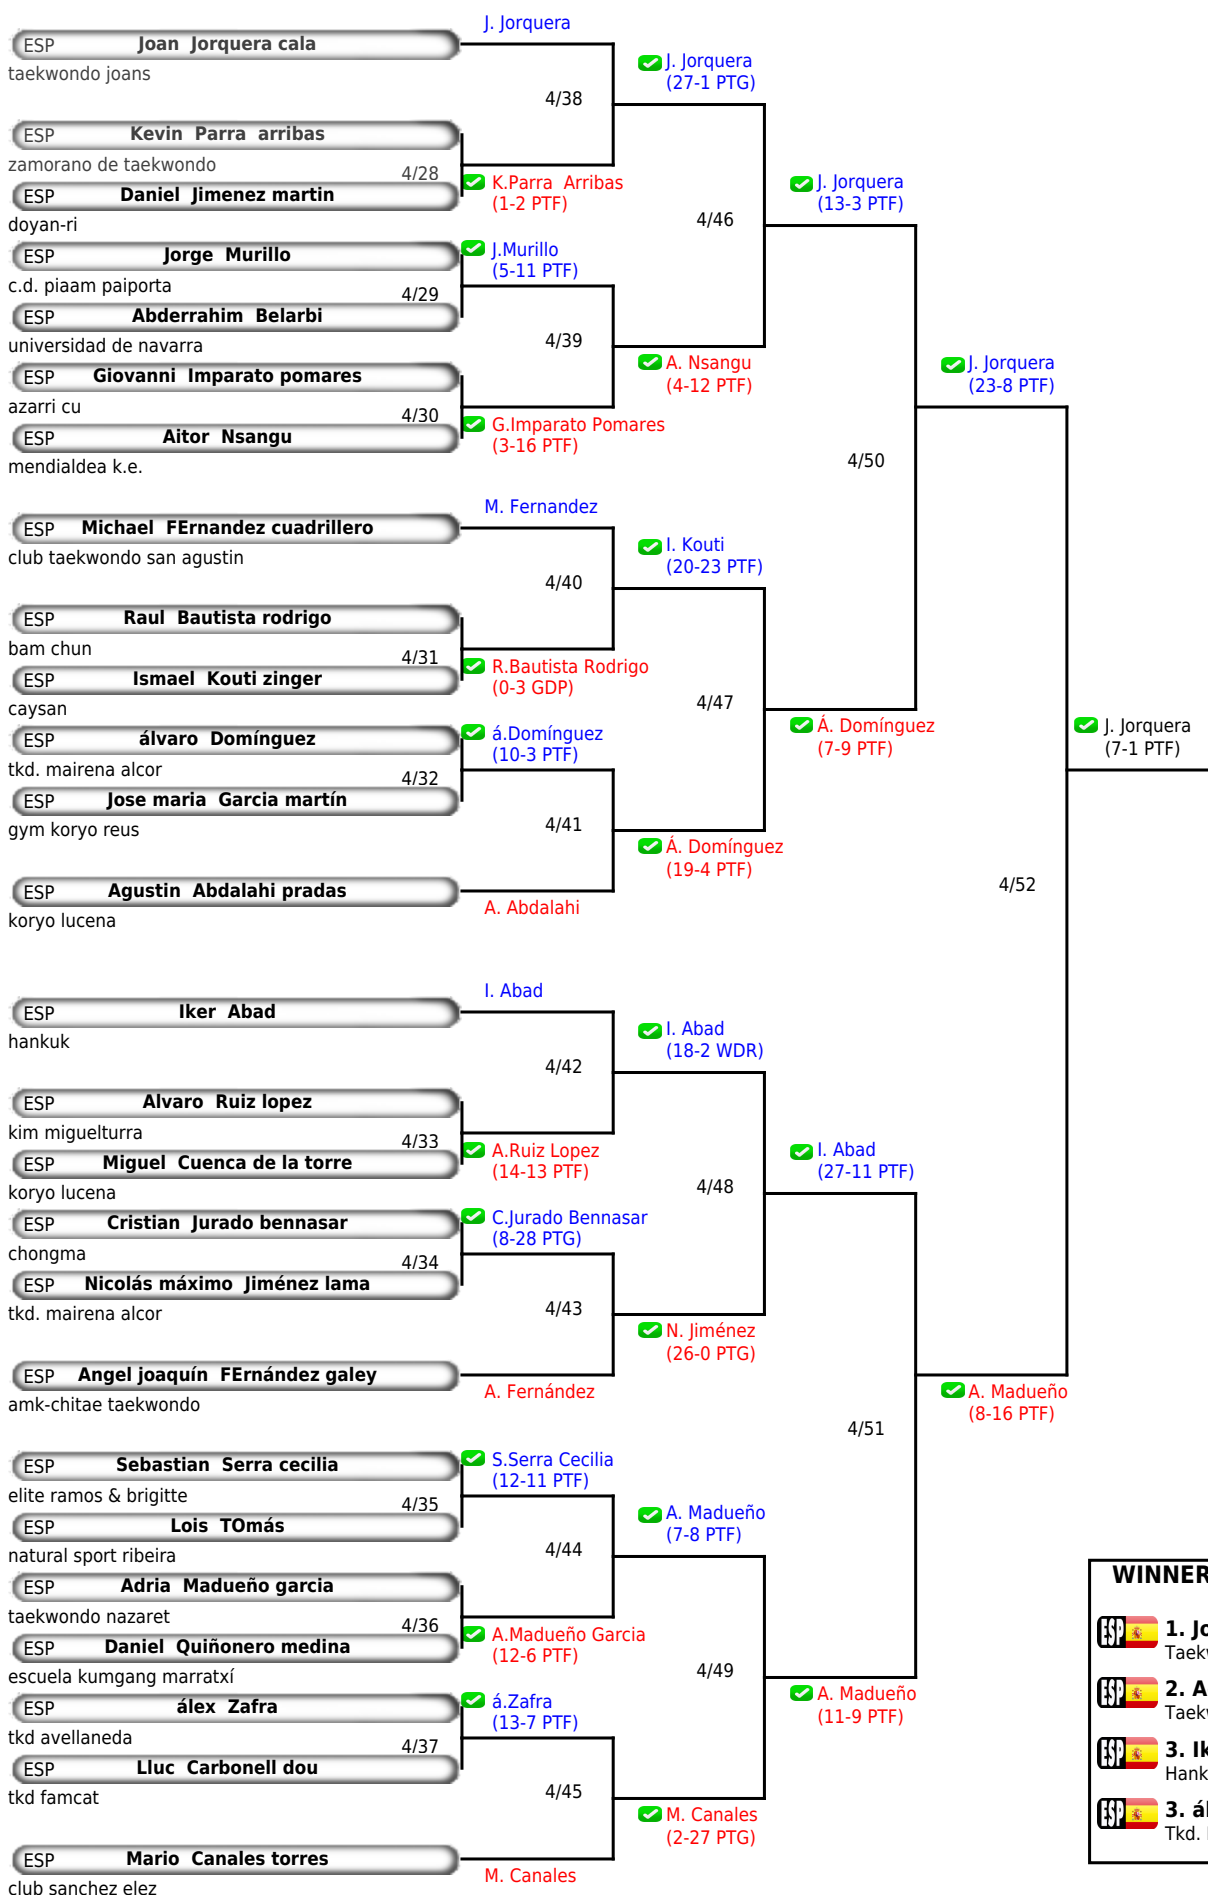 J. Jorquera
ESP Joan Jorquera cala
taekwondo joans
J. Jorquera
(27-1 PTG)
4/38
ESP Kevin Parra arribas
zamorano de taekwondo
4/28
K.Parra Arribas
(1-2 PTF)
ESP Daniel Jimenez martin
doyan-ri
J. Jorquera
(13-3 PTF)
4/46
ESP Jorge Murillo
c.d. piaam paiporta
J.Murillo
(5-11 PTF)
4/29
ESP Abderrahim Belarbi
universidad de navarra
4/39
A. Nsangu
(4-12 PTF)
J. Jorquera
(23-8 PTF)
ESP Giovanni Imparato pomares
azarri cu
4/30
G.Imparato Pomares
(3-16 PTF)
ESP Aitor Nsangu
mendialdea k.e.
4/50
M. Fernandez
ESP Michael FErnandez cuadrillero
club taekwondo san agustin
I. Kouti
(20-23 PTF)
4/40
ESP Raul Bautista rodrigo
bam chun
4/31
R.Bautista Rodrigo
(0-3 GDP)
ESP Ismael Kouti zinger
caysan
4/47
á.Domínguez
(10-3 PTF)
Á. Domínguez
(7-9 PTF)
J. Jorquera
(7-1 PTF)
ESP álvaro Domínguez
tkd. mairena alcor
4/32
ESP Jose maria Garcia martín
gym koryo reus
4/41
Á. Domínguez
(19-4 PTF)
4/52
ESP Agustin Abdalahi pradas
A. Abdalahi
koryo lucena
I. Abad
ESP Iker Abad
hankuk
I. Abad
(18-2 WDR)
4/42
ESP Alvaro Ruiz lopez
kim miguelturra
4/33
A.Ruiz Lopez
(14-13 PTF)
I. Abad
(27-11 PTF)
ESP Miguel Cuenca de la torre
koryo lucena
4/48
C.Jurado Bennasar
(8-28 PTG)
ESP Cristian Jurado bennasar
chongma
4/34
ESP Nicolás máximo Jiménez lama
tkd. mairena alcor
4/43
N. Jiménez
(26-0 PTG)
ESP Angel joaquín FErnández galey
A. Fernández
amk-chitae taekwondo
A. Madueño
(8-16 PTF)
4/51
ESP Sebastian Serra cecilia
elite ramos & brigitte
S.Serra Cecilia
(12-11 PTF)
4/35
A. Madueño
(7-8 PTF)
ESP Lois TOmás
natural sport ribeira
4/44
ESP Adria Madueño garcia
taekwondo nazaret
4/36
A.Madueño Garcia
(12-6 PTF)
ESP Daniel Quiñonero medina
escuela kumgang marratxí
4/49
A. Madueño
(11-9 PTF)
ESP álex Zafra
tkd avellaneda
á.Zafra
(13-7 PTF)
4/37
ESP Lluc Carbonell dou
tkd famcat
4/45
M. Canales
(2-27 PTG)
ESP Mario Canales torres
M. Canales
club sanchez elez
WINNER
ESP 1. Jo
Taekw
ESP 2. A
Taekw
ESP 3. Ik
Hank
ESP 3. ál
Tkd.